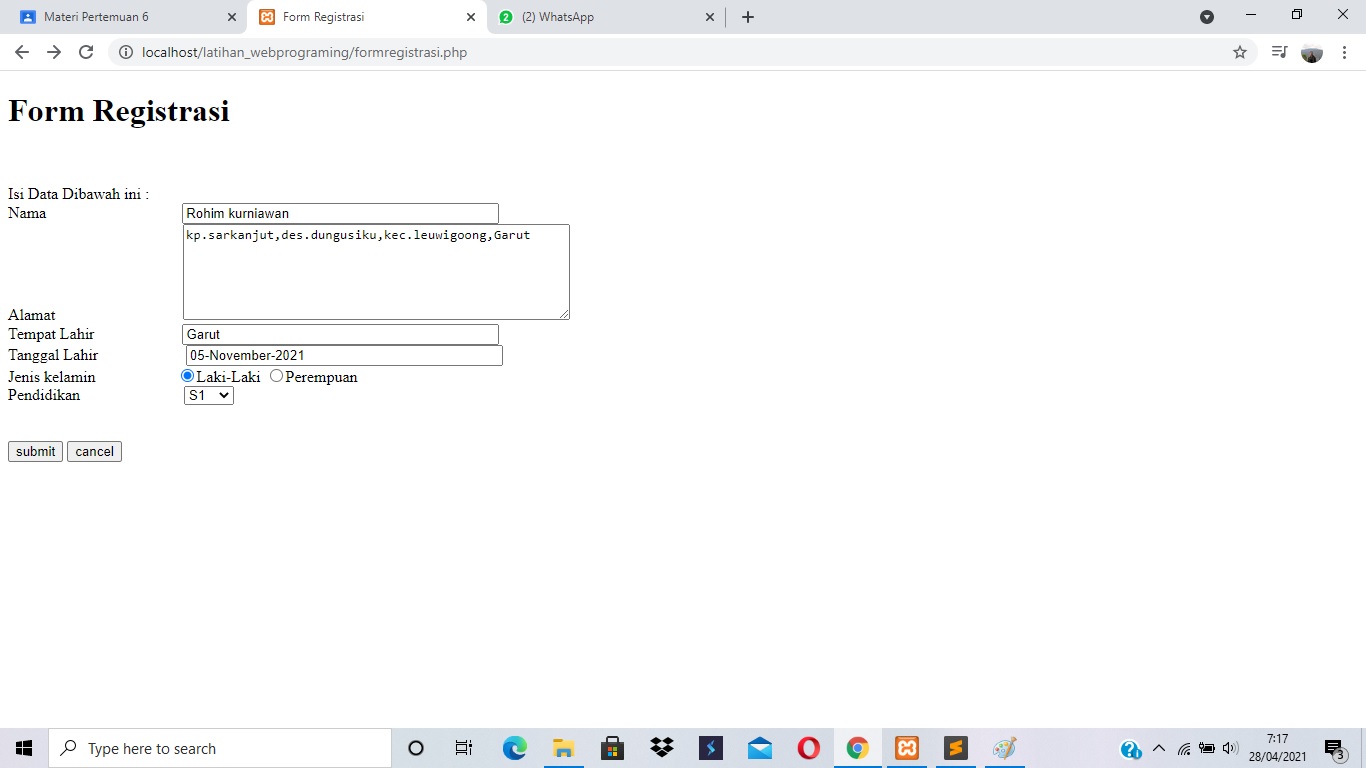 Materi Pertemuan 6
Form Registrasi
(2) WhatsApp
localhost/latihan_webprograming/formregistrasi.php
Form Registrasi
Isi Data Dibawah ini :
Nama Rohim kurniawan
kp.sarkanjut,des.dungusiku,kec.leuwigoong,Garut
Alamat
Tempat Lahir Garut
Tanggal Lahir 05-November-2021
Jenis kelamin Laki-Laki Perempuan
Pendidikan S1
submit cancel
Type here to search
7:17
28/04/2021
3